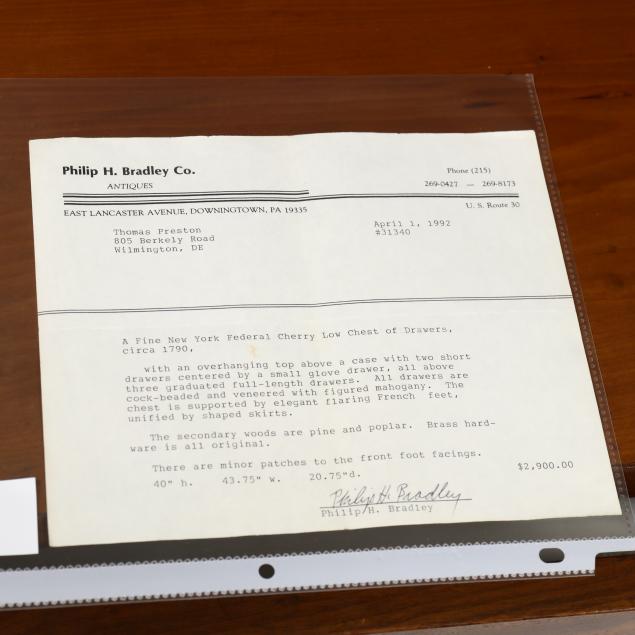 Philip H. Bradley Co.
ANTIQUES
Phone (215)
269-0427 — 269-8173
EAST LANCASTER AVENUE, DOWNINGTOWN, PA 19335
U. S. Route 30
Thomas Preston
805 Berkely Road
Wilmington, DE
April 1, 1992
#31340
A Fine New York Federal Cherry Low Chest of Drawers,
circa 1790,
with an overhanging top above a case with two short
drawers centered by a small glove drawer, all above
three graduated full-length drawers. All drawers are
cock-beaded and veneered with figured mahogany. The
chest is supported by elegant flaring French feet,
unified by shaped skirts.
The secondary woods are pine and poplar. Brass hard-
ware is all original.
There are minor patches to the front foot facings.
40" h. 43.75" w. 20.75"d.
$2,900.00
Philip H. Bradley
Philip H. Bradley